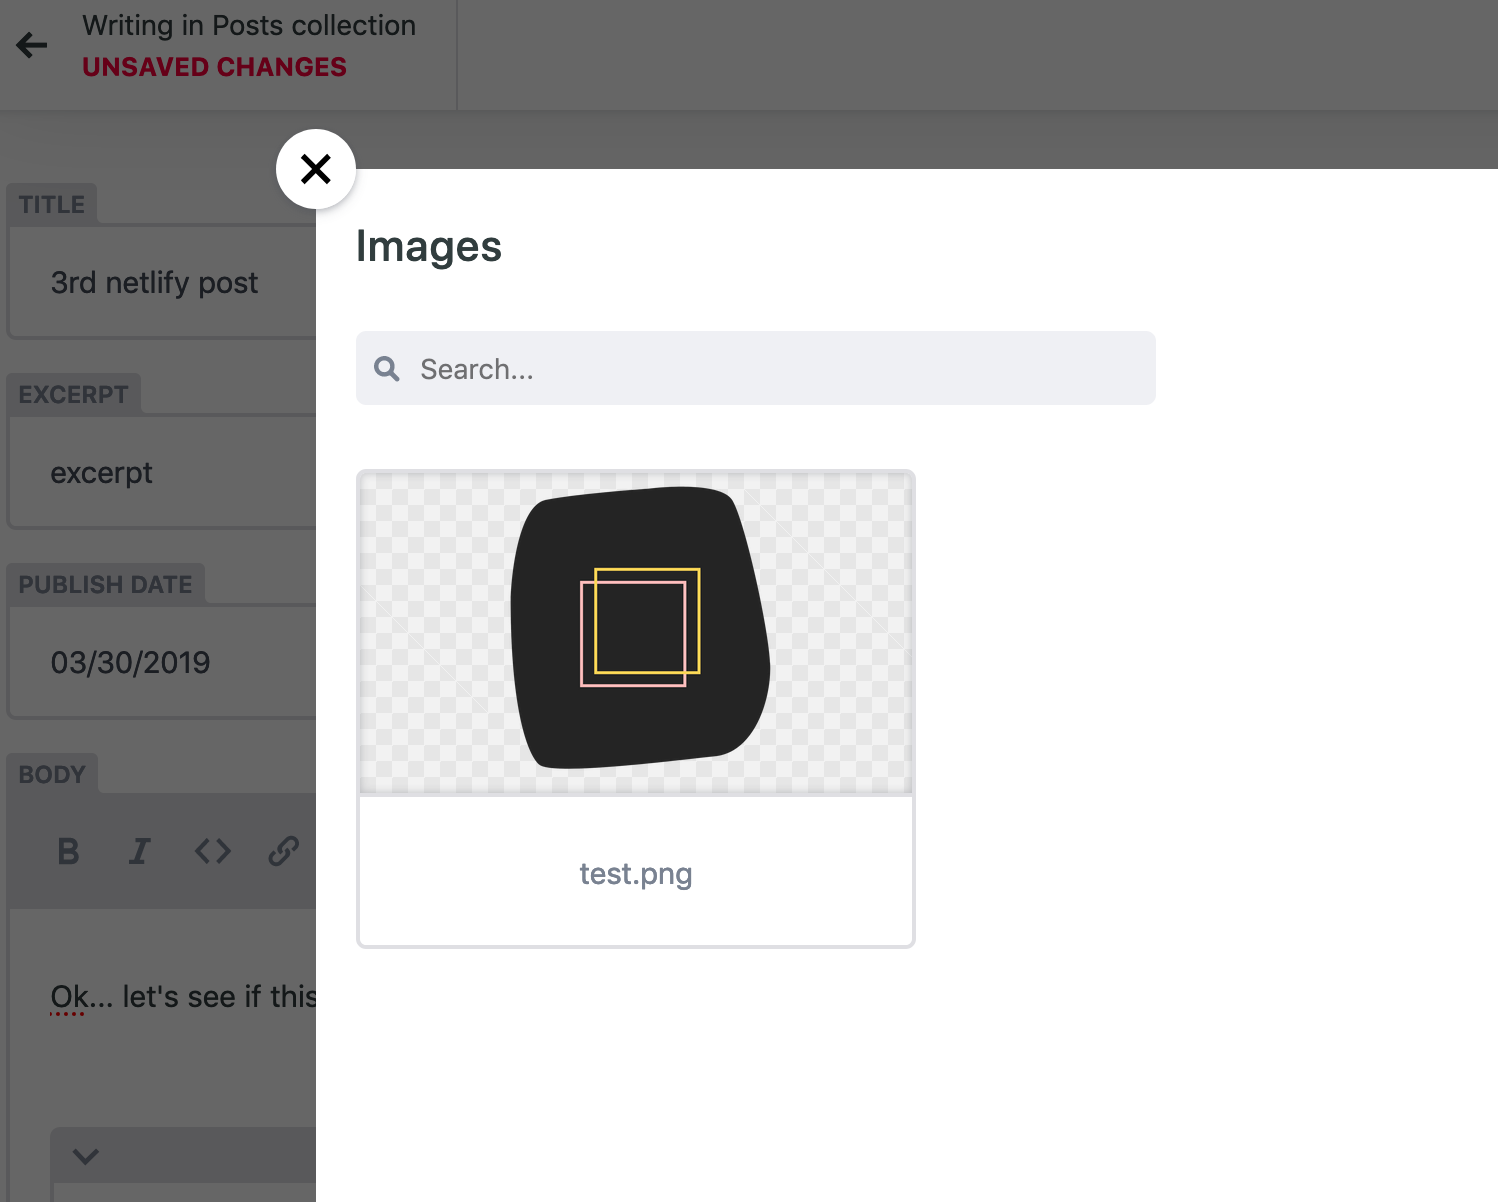 Writing in Posts collection
UNSAVED CHANGES
TITLE
3rd netlify post
EXCERPT
excerpt
PUBLISH DATE
03/30/2019
BODY
B I <>
Ok... let's see if this
Images
Search...
test.png